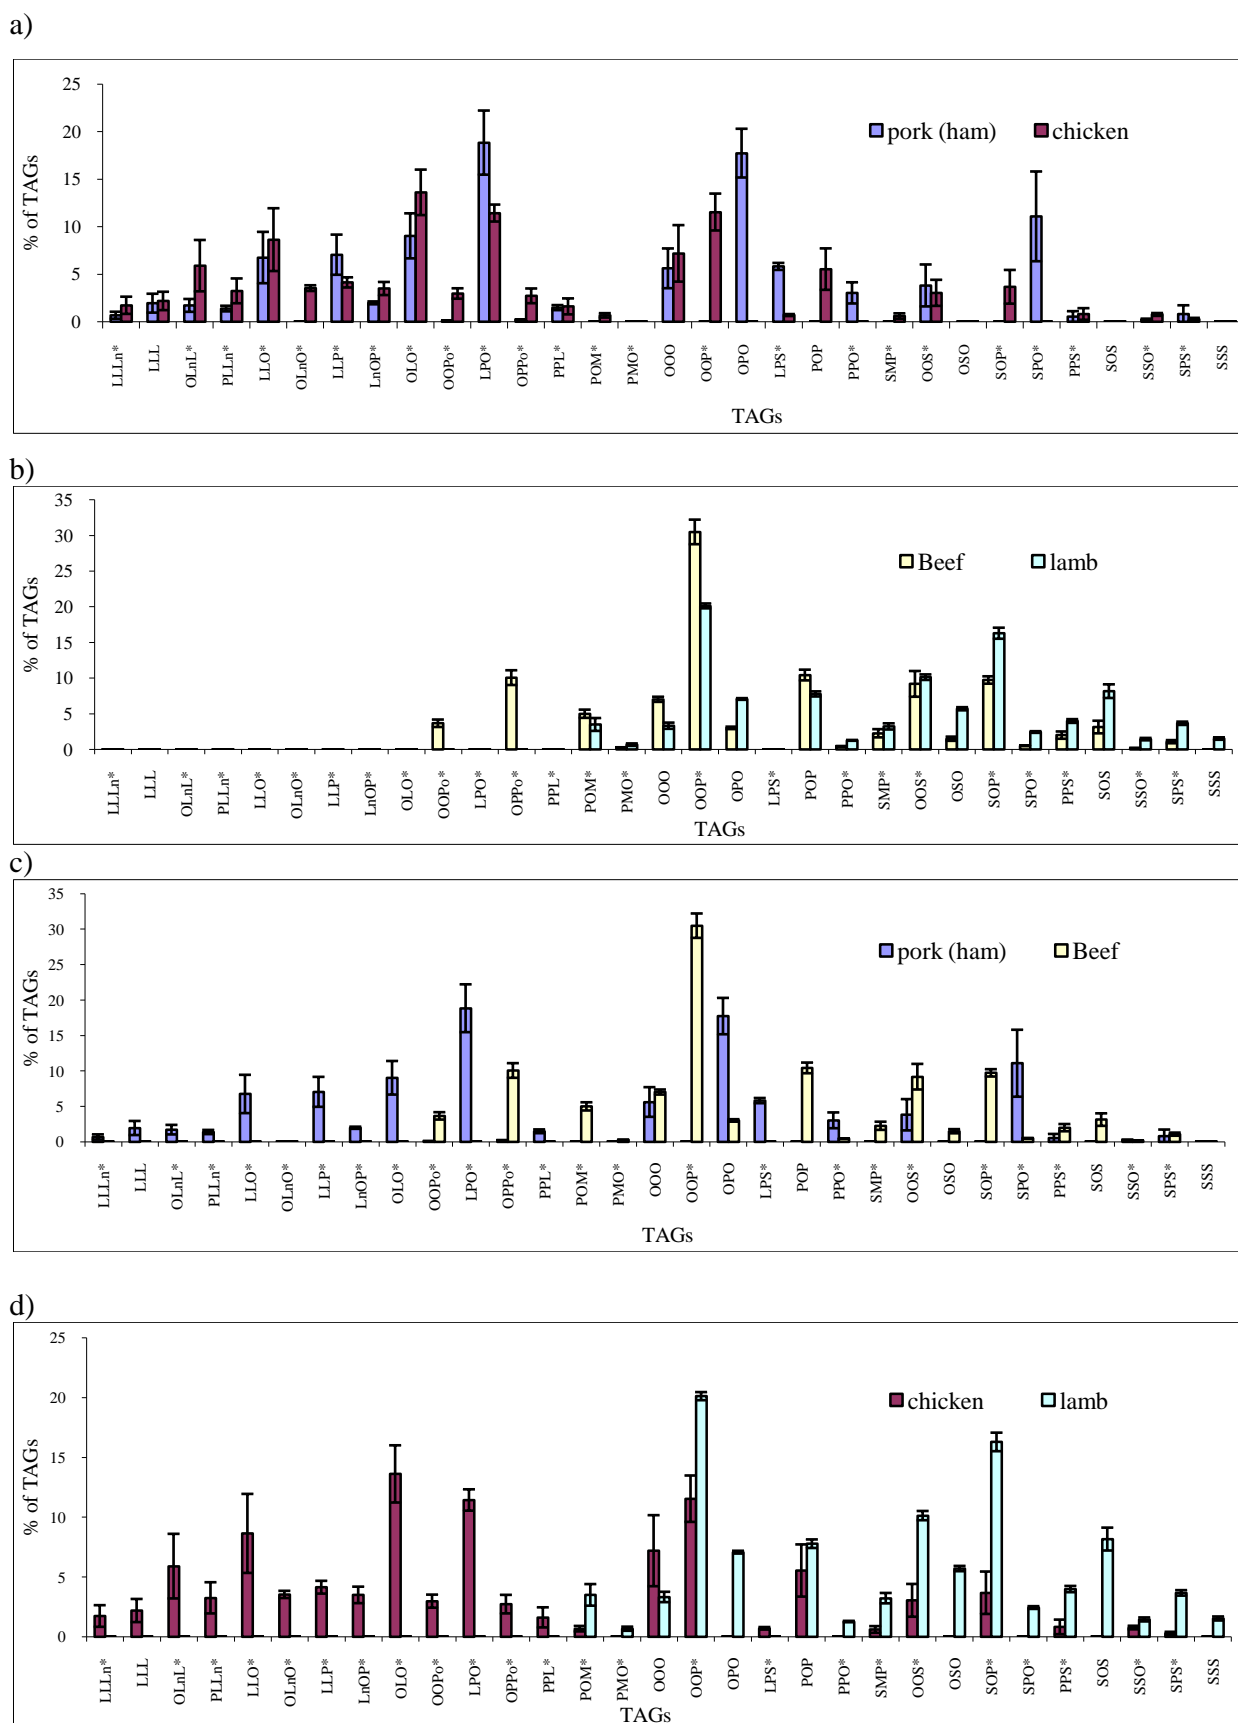 a)
25
20
15
10
5
0
% of TAGs
pork (ham) chicken
LLLn* LLL OLnL* PLLn* LLO* OLnO* LLP* LnOP* OLO* OOPo* LPO* OPPo* PPL* POM* PMO* OOO OOP* OPO LPS* POP PPO* SMP* OOS* OSO SOP* SPO* PPS* SOS SSO* SPS* SSS
TAGs
b)
35
30
25
20
15
10
5
0
% of TAGs
Beef lamb
LLLn* LLL OLnL* PLLn* LLO* OLnO* LLP* LnOP* OLO* OOPo* LPO* OPPo* PPL* POM* PMO* OOO OOP* OPO LPS* POP PPO* SMP* OOS* OSO SOP* SPO* PPS* SOS SSO* SPS* SSS
TAGs
c)
35
30
25
20
15
10
5
0
% of TAGs
pork (ham) Beef
LLLn* LLL OLnL* PLLn* LLO* OLnO* LLP* LnOP* OLO* OOPo* LPO* OPPo* PPL* POM* PMO* OOO OOP* OPO LPS* POP PPO* SMP* OOS* OSO SOP* SPO* PPS* SOS SSO* SPS* SSS
TAGs
d)
25
20
15
10
5
0
% of TAGs
chicken lamb
LLLn* LLL OLnL* PLLn* LLO* OLnO* LLP* LnOP* OLO* OOPo* LPO* OPPo* PPL* POM* PMO* OOO OOP* OPO LPS* POP PPO* SMP* OOS* OSO SOP* SPO* PPS* SOS SSO* SPS* SSS
TAGs